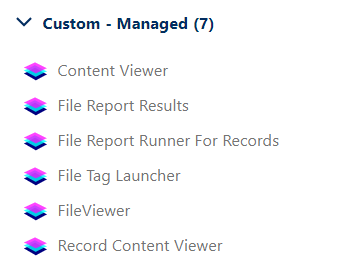 Custom - Managed (7)
Content Viewer
File Report Results
File Report Runner For Records
File Tag Launcher
FileViewer
Record Content Viewer